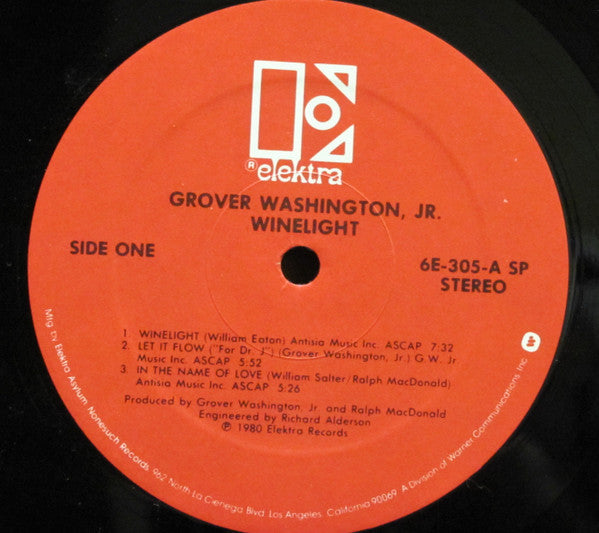 ® elektra
GROVER WASHINGTON, JR.
WINELIGHT
SIDE ONE
6E-305-A SP
STEREO
1. WINELIGHT (William Eaton) Antisia Music Inc. ASCAP 7:32
2. LET IT FLOW ("For Dr. J") (Grover Washington, Jr.) G.W. Jr.
Music Inc. ASCAP 5:52
3. IN THE NAME OF LOVE (William Salter/Ralph MacDonald)
Antisia Music Inc. ASCAP 5:26
Produced by Grover Washington, Jr. and Ralph MacDonald
Engineered by Richard Alderson
℗ 1980 Elektra Records
Mfg by Elektra Asylum Nonesuch Records 962 North La Cienega Blvd Los Angeles, California 90069 A Division of Warner Communications Inc